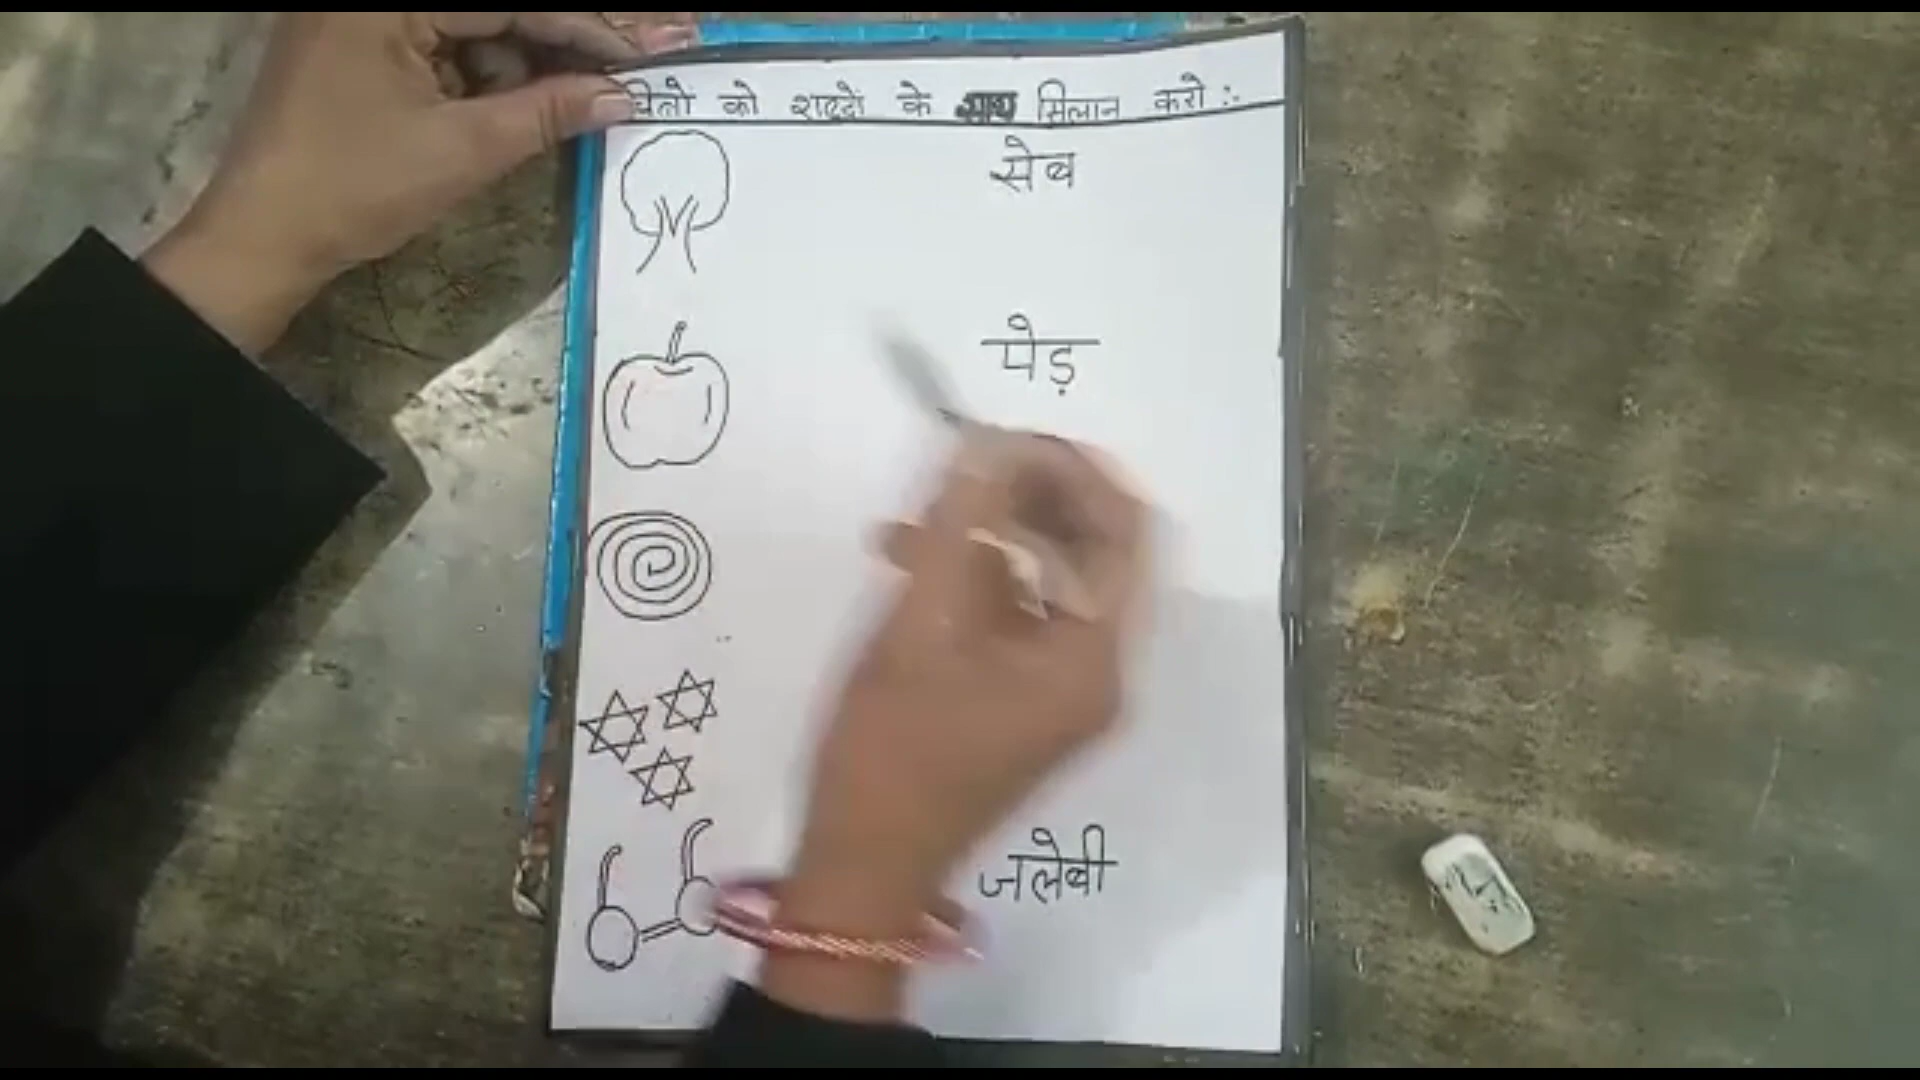 चित्रो को शब्दों के साथ मिलान करो :-
सेब
पेड़
जलेबी